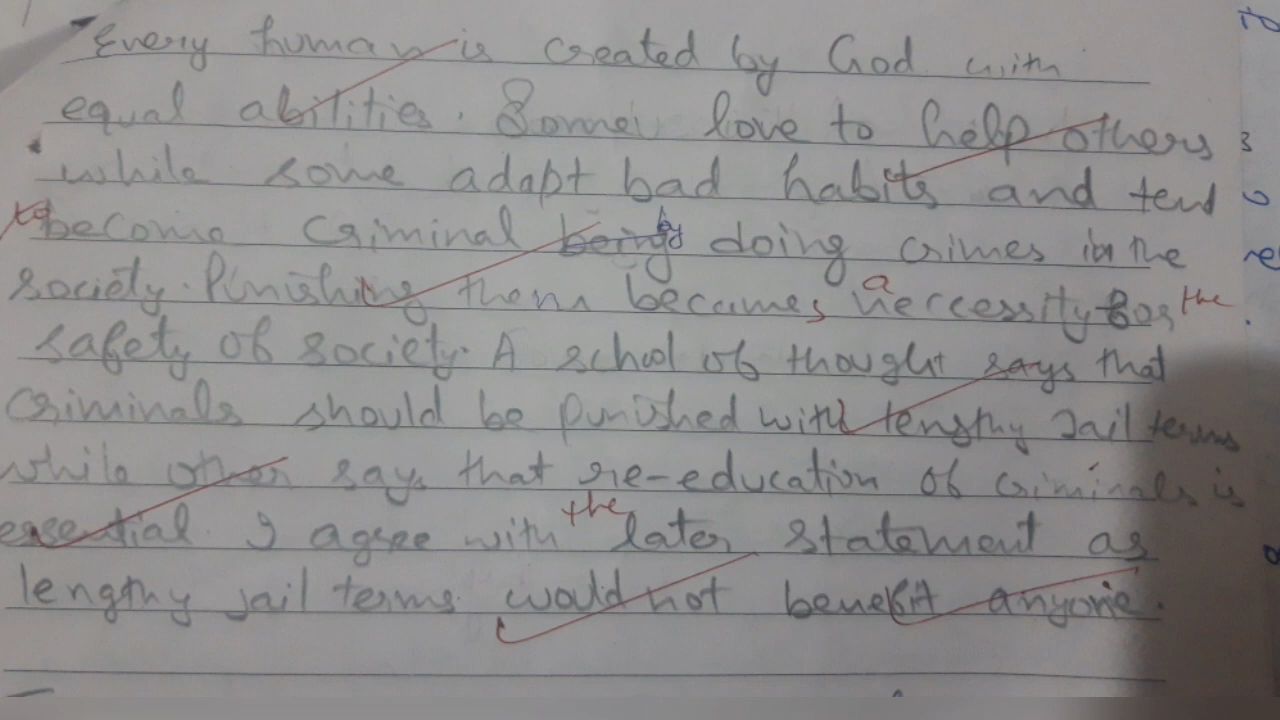 Every human is created by God with
equal abilities. Some love to help others
while some adapt bad habits and tend
to become criminal being by doing crimes in the
society. Punishing them becomes a neccessity for the
safety of society. A school of thought says that
criminals should be punished with lengthy Jail terms
while other says that re-education of criminals is
essential. I agree with the later statement as
lengthy jail terms would not benefit anyone.